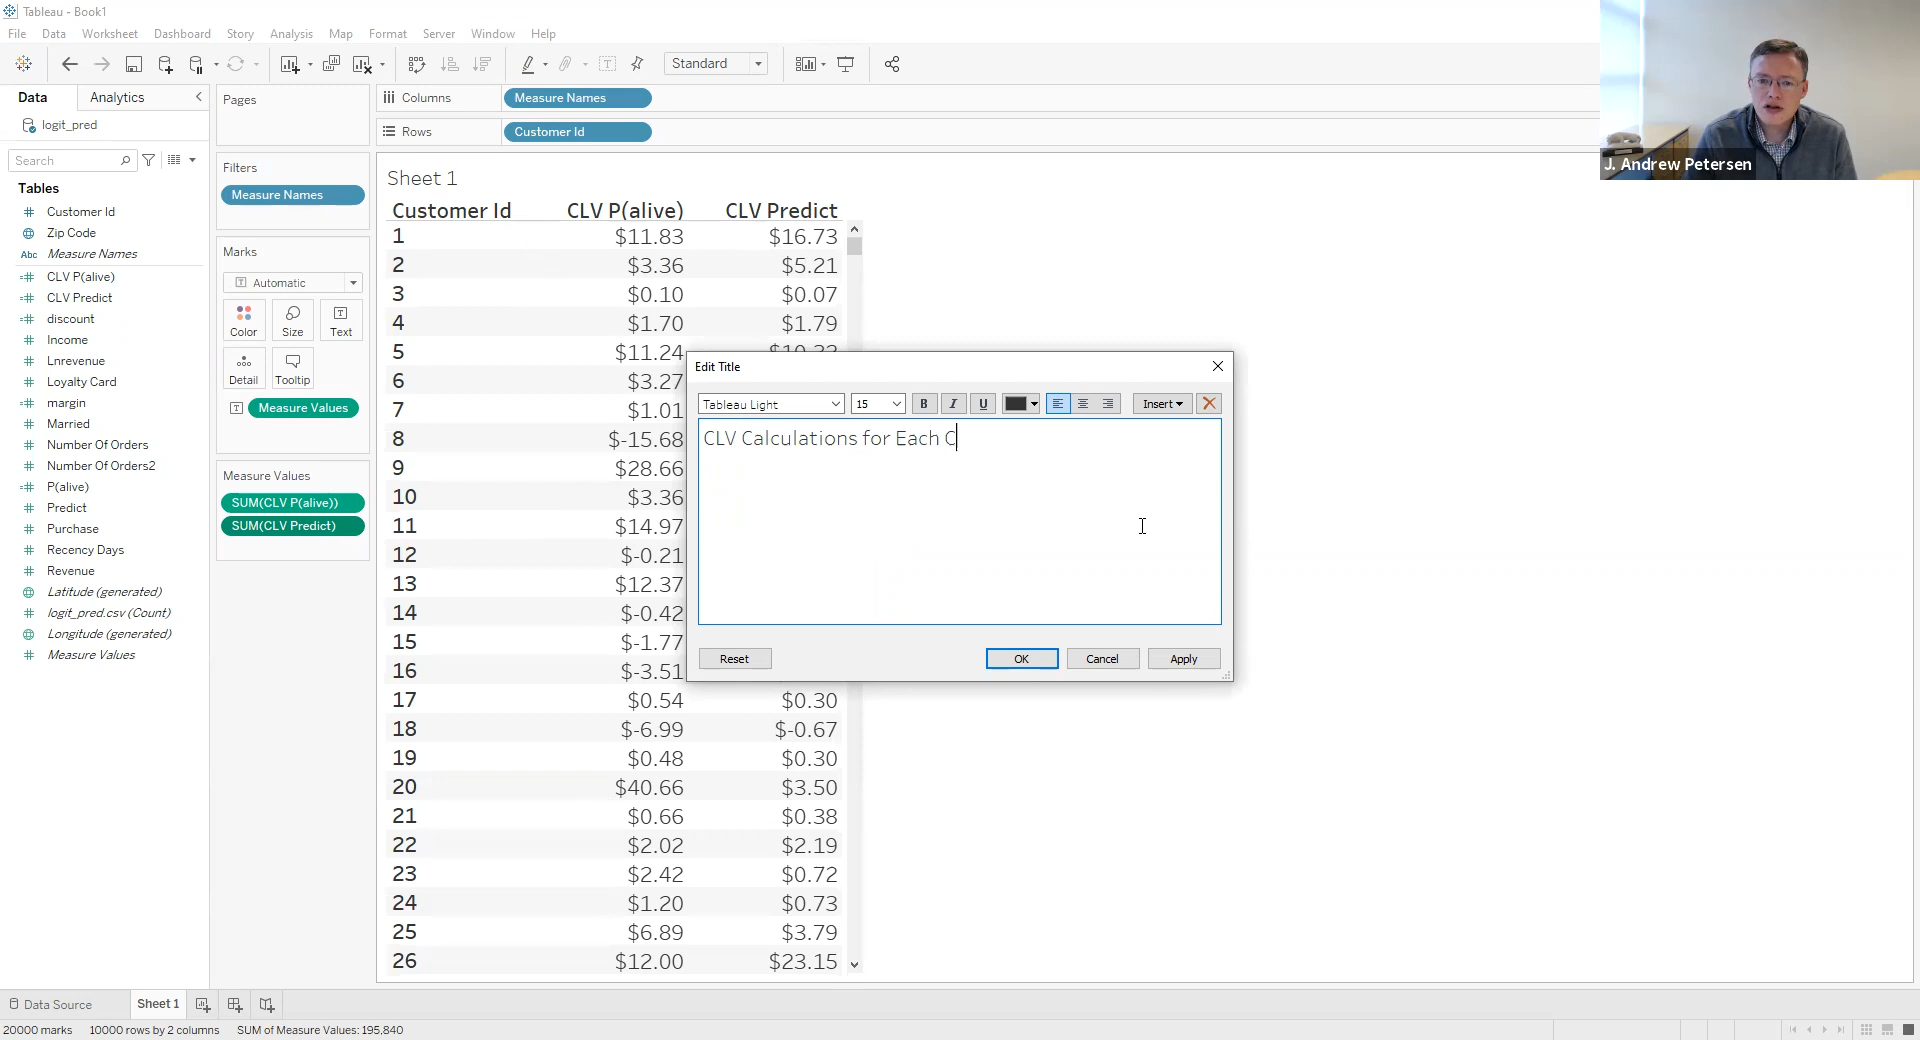 Tableau - Book1
File Data Worksheet Dashboard Story Analysis Map Format Server Window Help
Standard
Data Analytics
logit_pred
Search
Tables
Customer Id
Zip Code
Abc Measure Names
CLV P(alive)
CLV Predict
discount
Income
Lnrevenue
Loyalty Card
margin
Married
Number Of Orders
Number Of Orders2
P(alive)
Predict
Purchase
Recency Days
Revenue
Latitude (generated)
logit_pred.csv (Count)
Longitude (generated)
Measure Values
Pages
Filters
Measure Names
Marks
Automatic
Color Size Text
Detail Tooltip
Measure Values
Measure Values
SUM(CLV P(alive))
SUM(CLV Predict)
Columns Measure Names
Rows Customer Id
Sheet 1
Customer Id CLV P(alive) CLV Predict
1 $11.83 $16.73
2 $3.36 $5.21
3 $0.10 $0.07
4 $1.70 $1.79
5 $11.24
6 $3.27
7 $1.01
8 $-15.68
9 $28.66
10 $3.36
11 $14.97
12 $-0.21
13 $12.37
14 $-0.42
15 $-1.77
16 $-3.51
17 $0.54 $0.30
18 $-6.99 $-0.67
19 $0.48 $0.30
20 $40.66 $3.50
21 $0.66 $0.38
22 $2.02 $2.19
23 $2.42 $0.72
24 $1.20 $0.73
25 $6.89 $3.79
26 $12.00 $23.15
Edit Title
Tableau Light 15 B I U Insert
CLV Calculations for Each C
Reset OK Cancel Apply
J. Andrew Petersen
Data Source Sheet 1
20000 marks 10000 rows by 2 columns SUM of Measure Values: 195,840